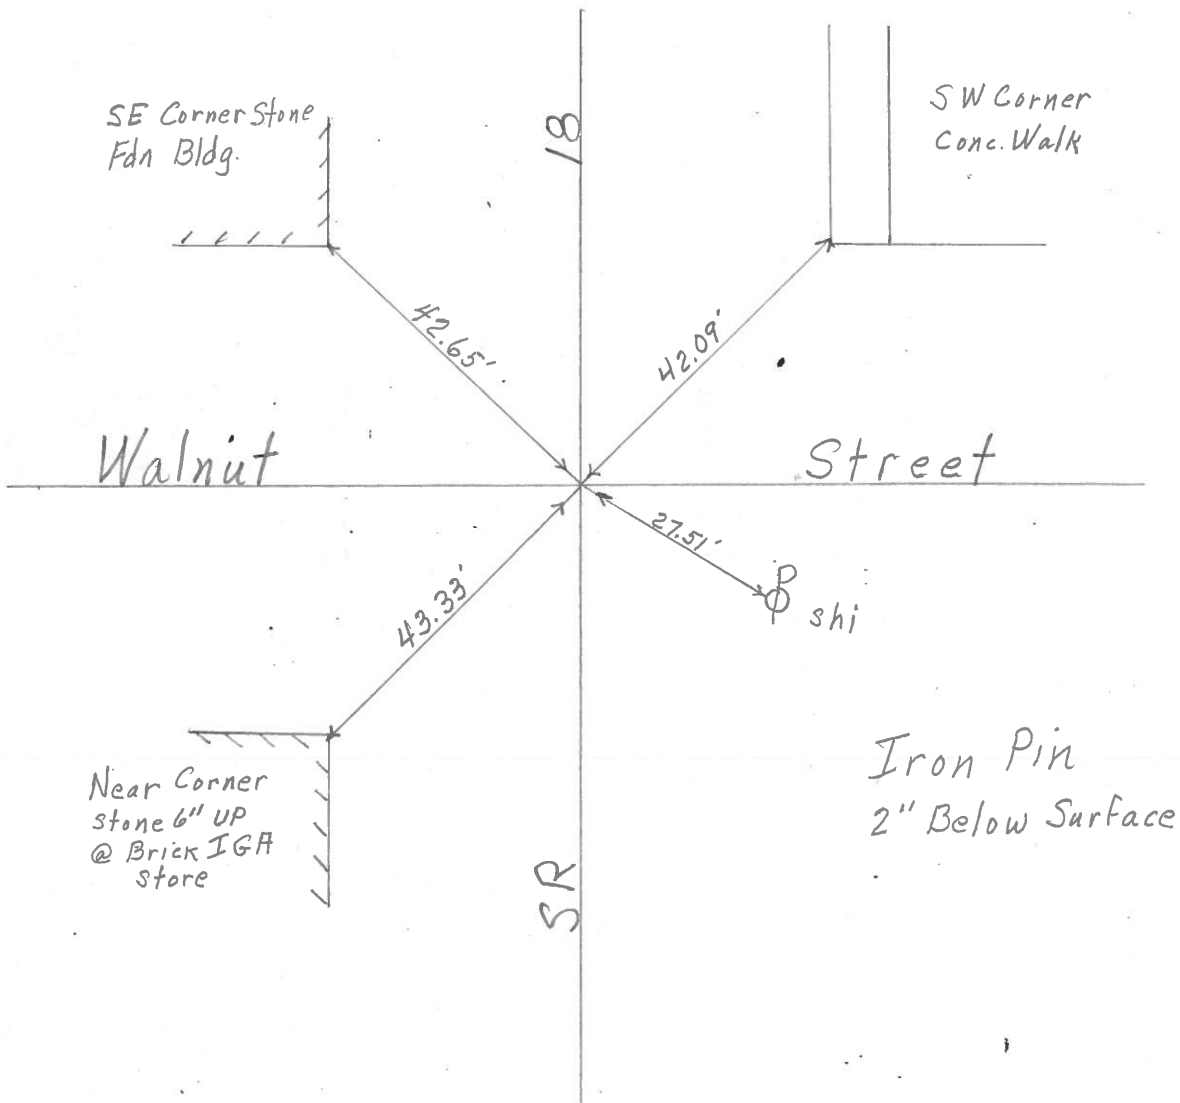 SE Corner Stone
Fdn Bldg.
18
SW Corner
Conc. Walk
42.65'
42.09'
Walnut Street
27.51'
P
shi
43.33'
Iron Pin
2" Below Surface
Near Corner
stone 6" UP
@ Brick IGA
store
SR